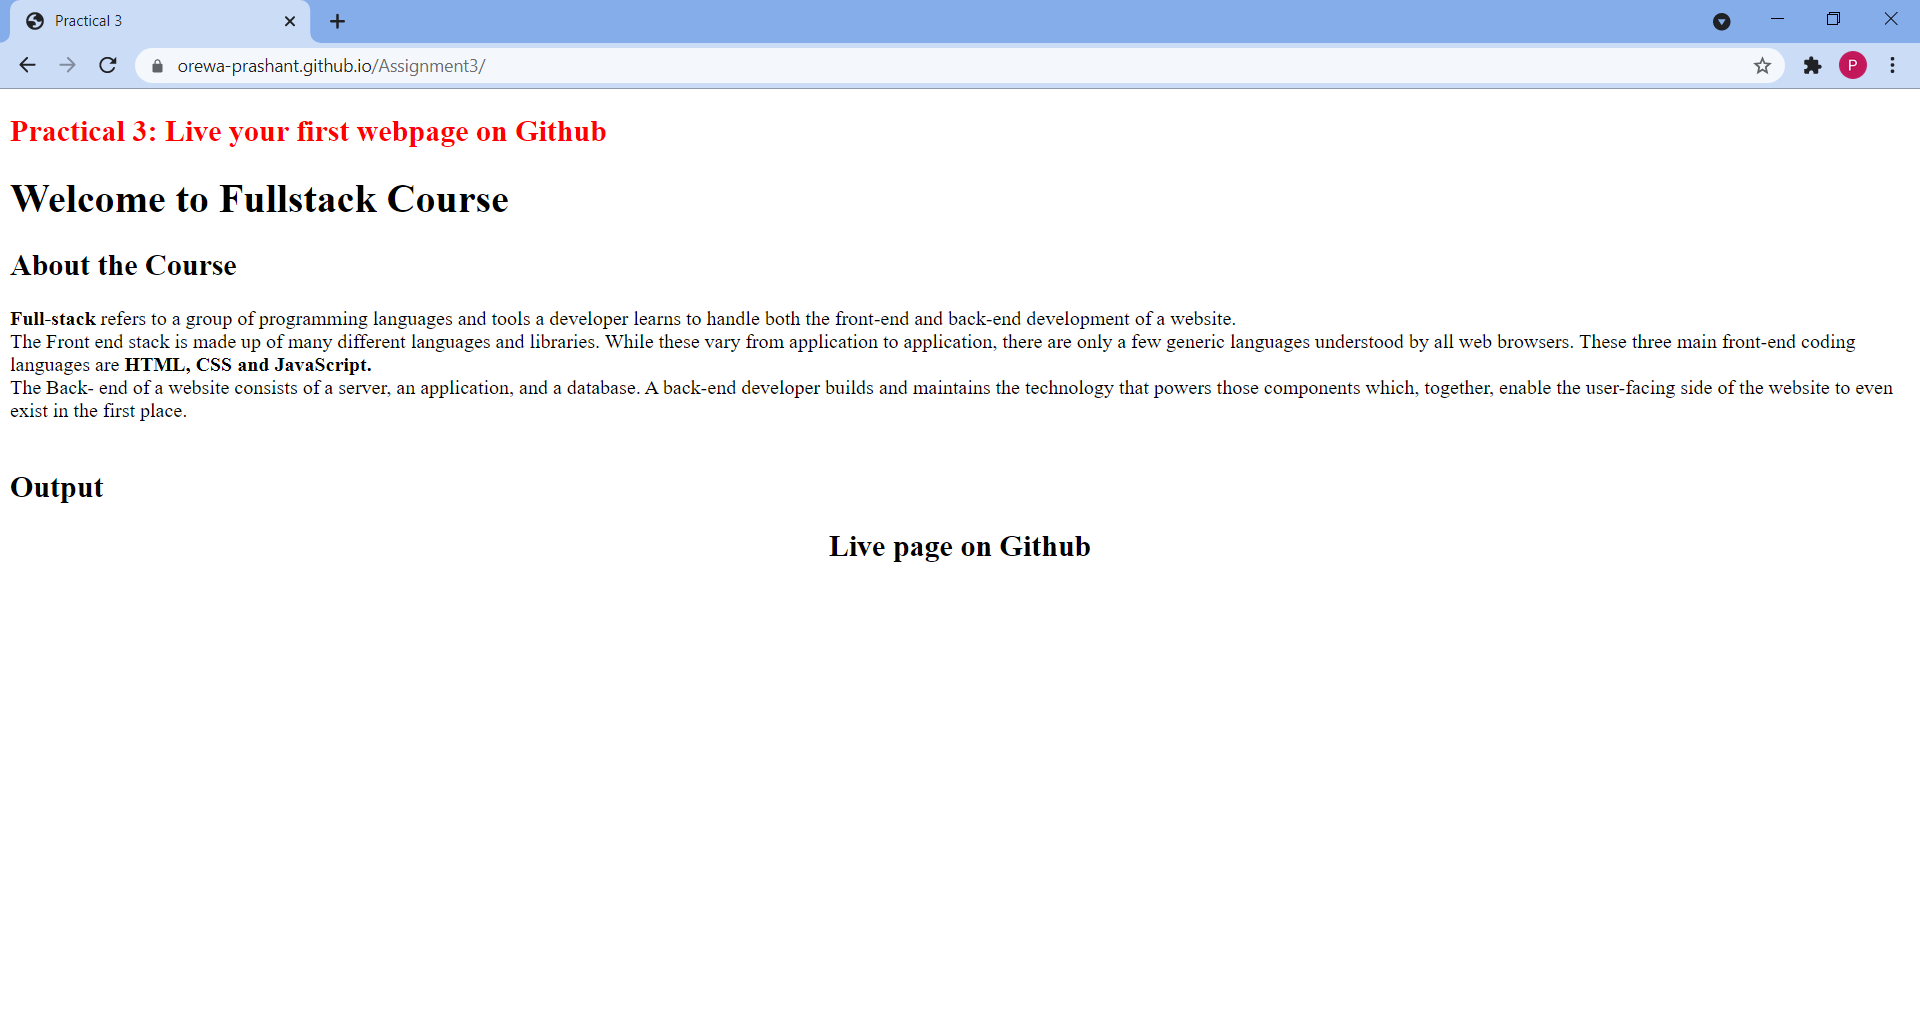 Practical 3
orewa-prashant.github.io/Assignment3/
P
Practical 3: Live your first webpage on Github
Welcome to Fullstack Course
About the Course
Full-stack refers to a group of programming languages and tools a developer learns to handle both the front-end and back-end development of a website.
The Front end stack is made up of many different languages and libraries. While these vary from application to application, there are only a few generic languages understood by all web browsers. These three main front-end coding
languages are HTML, CSS and JavaScript.
The Back- end of a website consists of a server, an application, and a database. A back-end developer builds and maintains the technology that powers those components which, together, enable the user-facing side of the website to even
exist in the first place.
Output
Live page on Github